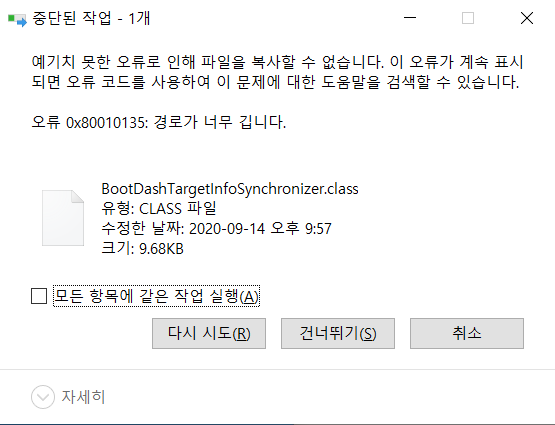 중단된 작업 - 1개
예기치 못한 오류로 인해 파일을 복사할 수 없습니다. 이 오류가 계속 표시
되면 오류 코드를 사용하여 이 문제에 대한 도움말을 검색할 수 있습니다.
오류 0x80010135: 경로가 너무 깁니다.
BootDashTargetInfoSynchronizer.class
유형: CLASS 파일
수정한 날짜: 2020-09-14 오후 9:57
크기: 9.68KB
모든 항목에 같은 작업 실행(A)
다시 시도(R) 건너뛰기(S) 취소
자세히